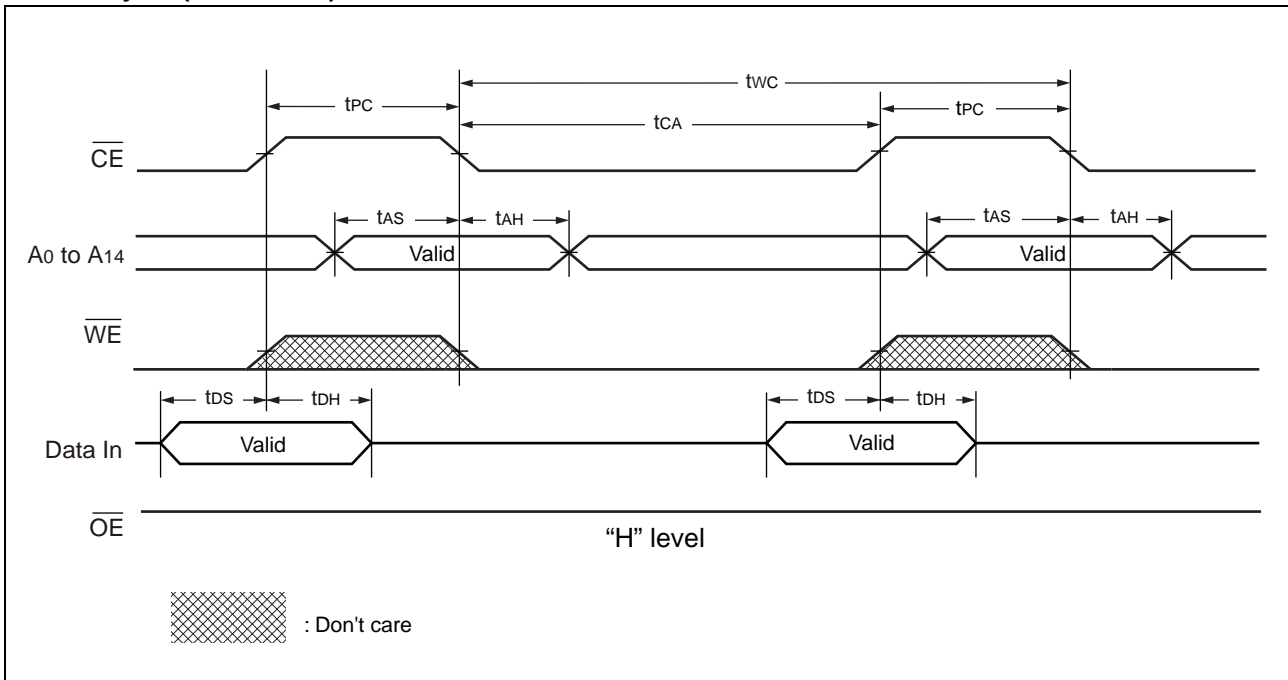 tWC
tPC
tCA
tPC
CE
tAS
tAH
tAS
tAH
A0 to A14
Valid
Valid
WE
tDS
tDH
tDS
tDH
Data In
Valid
Valid
OE
“H” level
: Don't care